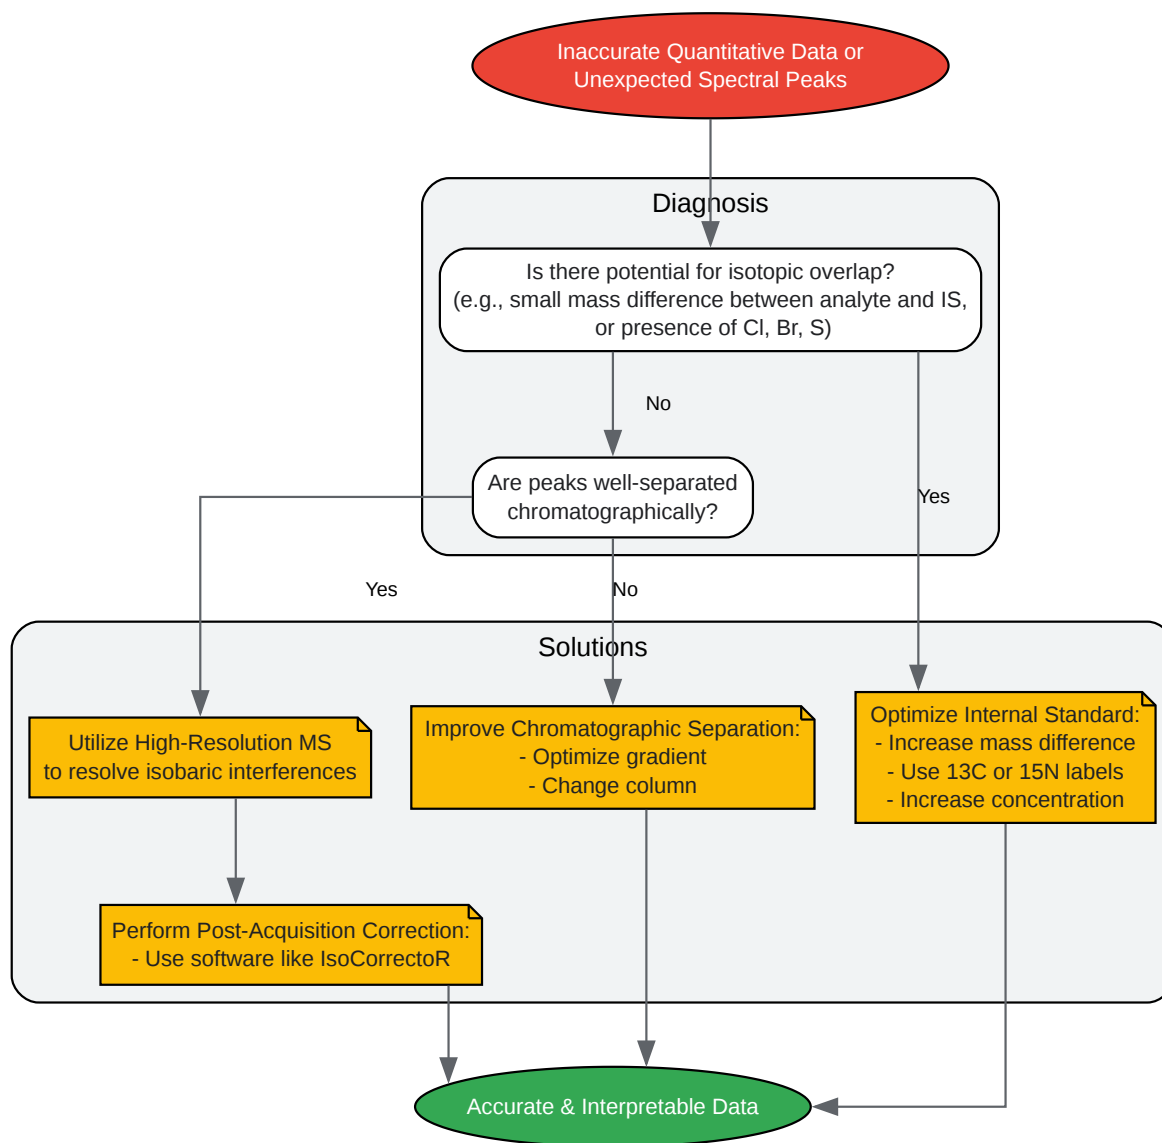 Inaccurate Quantitative Data or
Unexpected Spectral Peaks
Diagnosis
Is there potential for isotopic overlap?
(e.g., small mass difference between analyte and IS,
or presence of Cl, Br, S)
No
Are peaks well-separated
chromatographically?
Yes
Yes
No
Solutions
Utilize High-Resolution MS
to resolve isobaric interferences
Improve Chromatographic Separation:
- Optimize gradient
- Change column
Optimize Internal Standard:
- Increase mass difference
- Use 13C or 15N labels
- Increase concentration
Perform Post-Acquisition Correction:
- Use software like IsoCorrectoR
Accurate & Interpretable Data